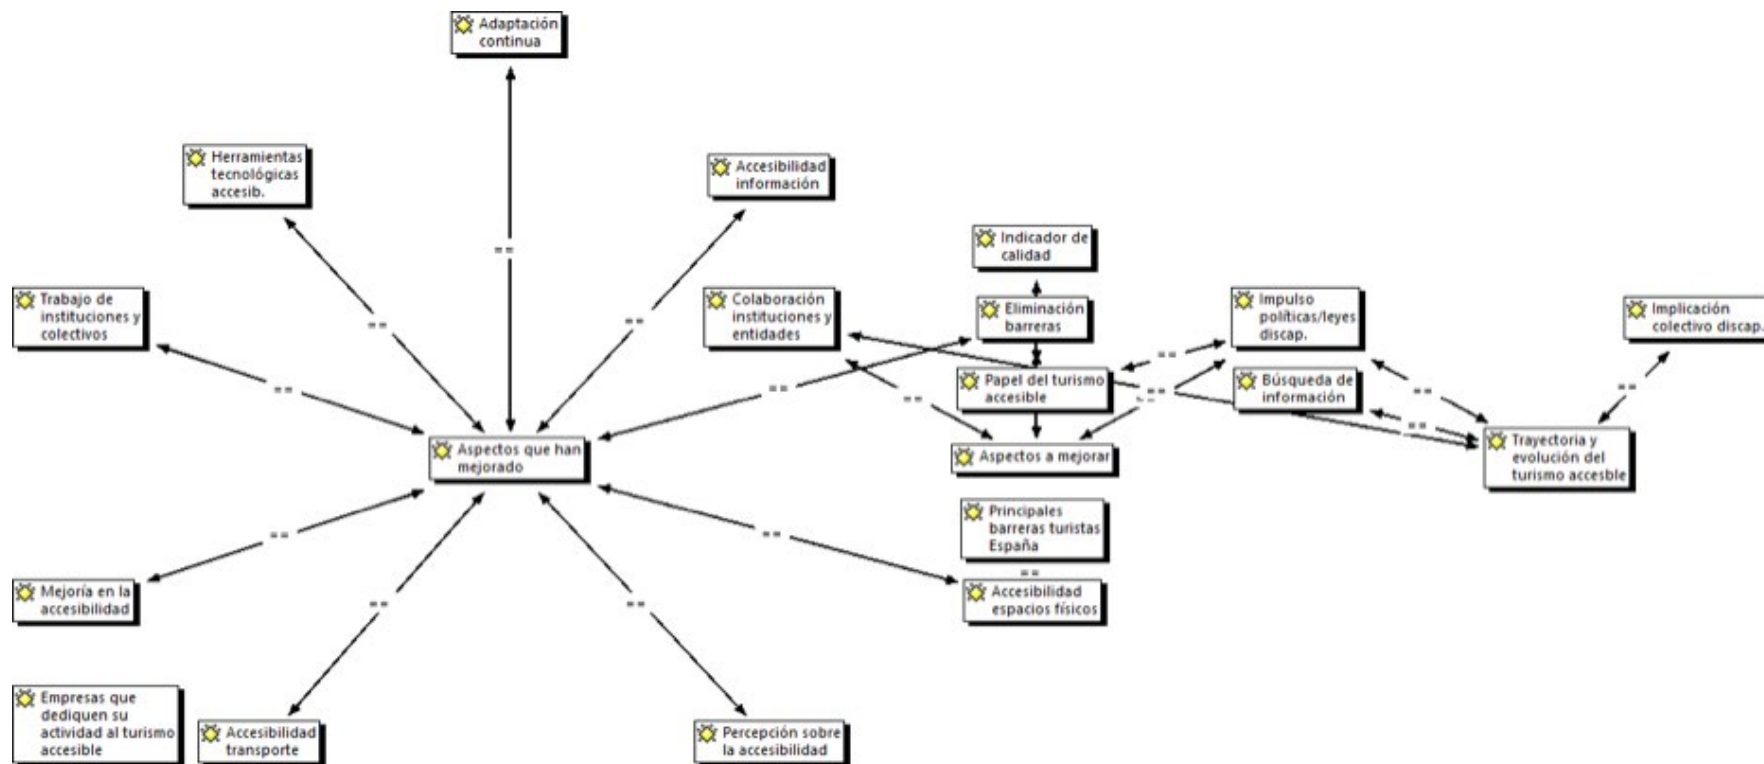 Adaptación
continua
Herramientas
tecnológicas
accesib.
Accesibilidad
información
Indicador de
calidad
Trabajo de
instituciones y
colectivos
Colaboración
instituciones y
entidades
Eliminación
barreras
Impulso
políticas/leyes
discap.
Implicación
colectivo discap.
Papel del turismo
accesible
Búsqueda de
información
Aspectos que han
mejorado
Aspectos a mejorar
Trayectoria y
evolución del
turismo accesble
Principales
barreras turistas
España
Mejoría en la
accesibilidad
Accesibilidad
espacios físicos
Empresas que
dediquen su
actividad al turismo
accesible
Accesibilidad
transporte
Percepción sobre
la accesibilidad